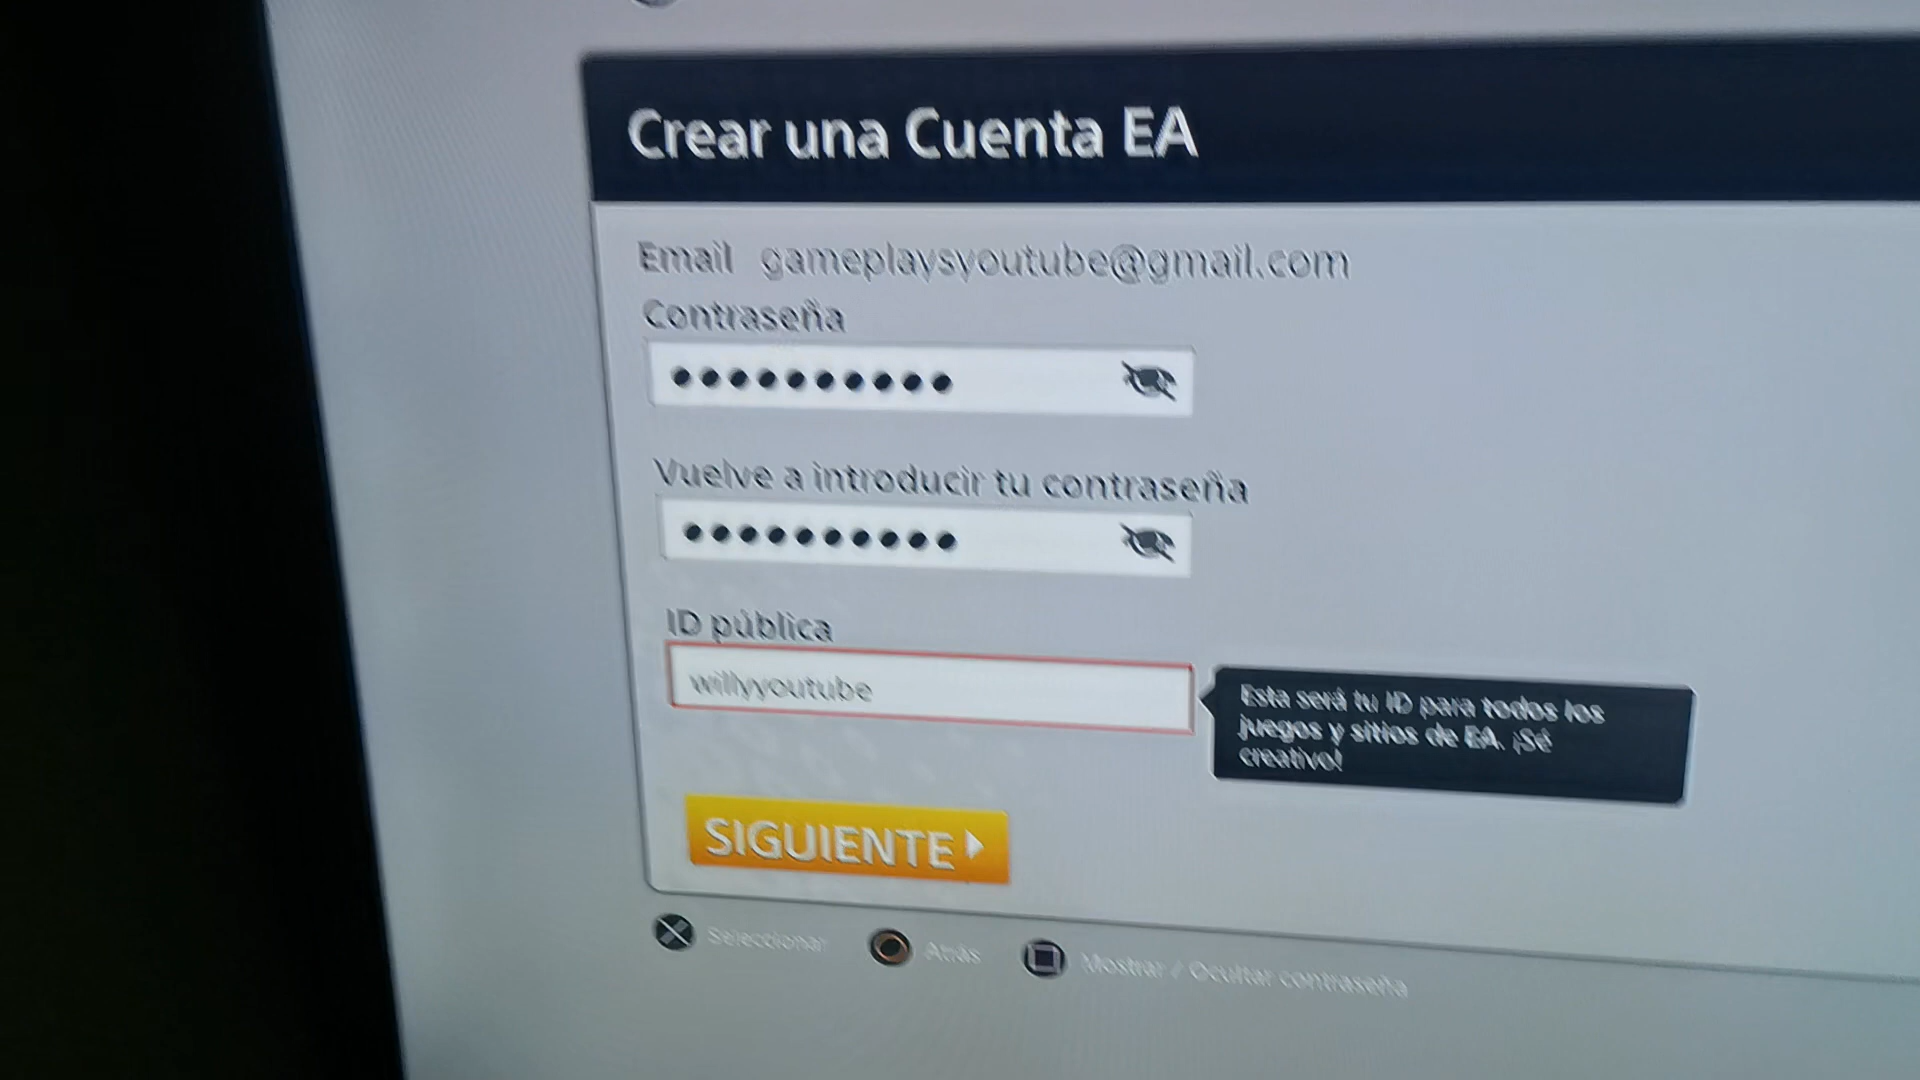 Crear una Cuenta EA
Email gameplaysyoutube@gmail.com
Contraseña
●●●●●●●●●●
Vuelve a introducir tu contraseña
●●●●●●●●●●
ID pública
willyyoutube
Esta será tu ID para todos los
juegos y sitios de EA. ¡Sé
creativo!
SIGUIENTE
Seleccionar Atrás Mostrar / Ocultar contraseña